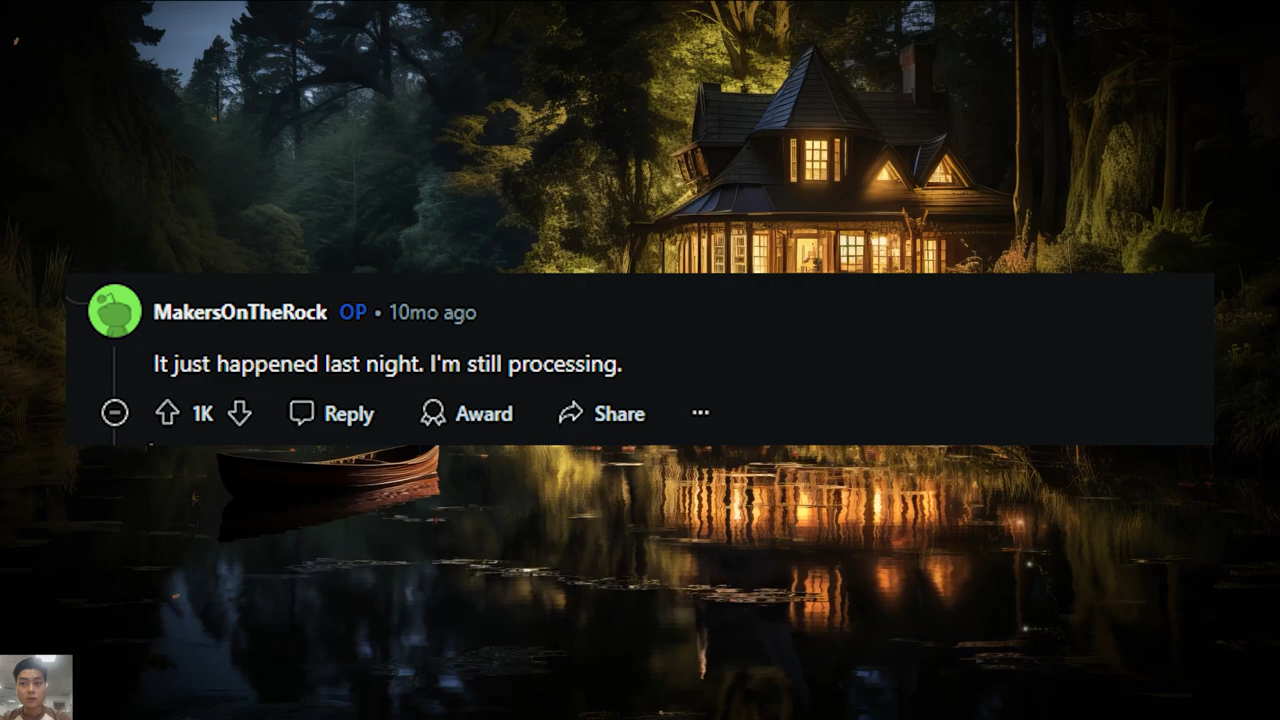 MakersOnTheRock OP • 10mo ago
It just happened last night. I'm still processing.
1K Reply Award Share ...